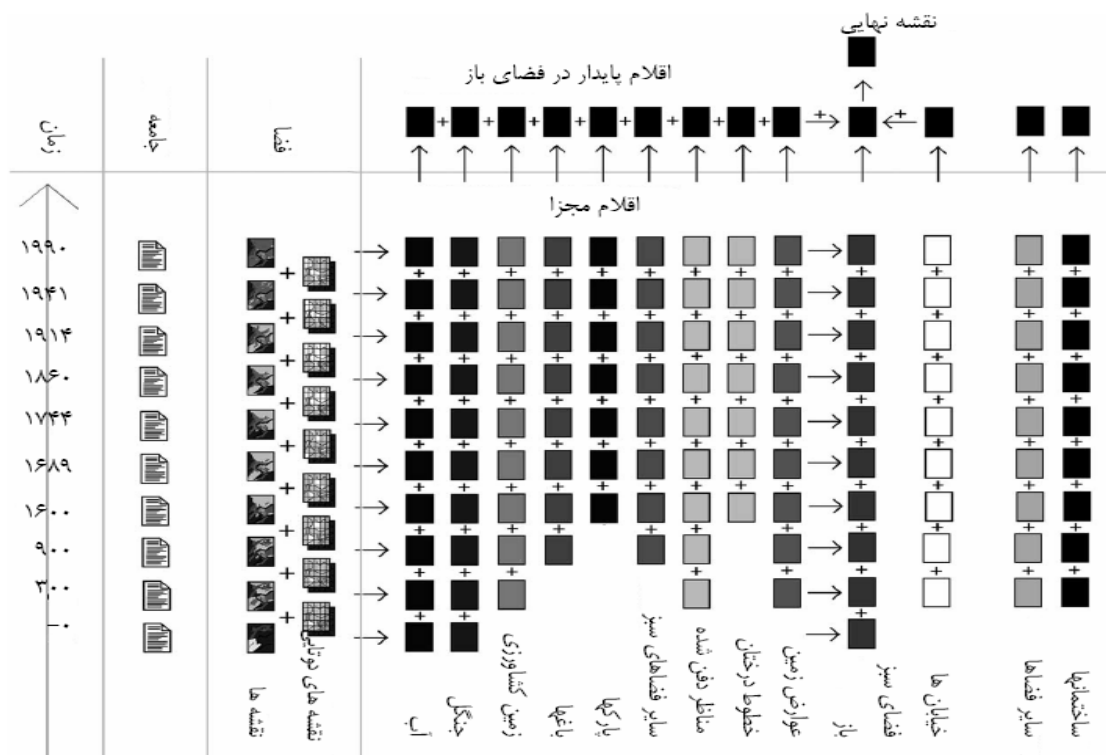 نقشه نهایی
اقلام پایدار در فضای باز
زمان
جامعه
فضا
اقلام مجزا
۱۹۹۰
۱۹۴۱
۱۹۱۴
۱۸۶۰
۱۷۴۴
۱۶۸۹
۱۶۰۰
۹۰۰
۳۰۰
-۰
نقشه ها
نقشه های دوتایی
آب
جنگل
زمین کشاورزی
باغها
پارکها
سایر فضاهای سبز
مناظر دفن شده
خطوط درختان
عوارض زمین
فضای سبز
باز
خیابان ها
سایر فضاها
ساختمانها